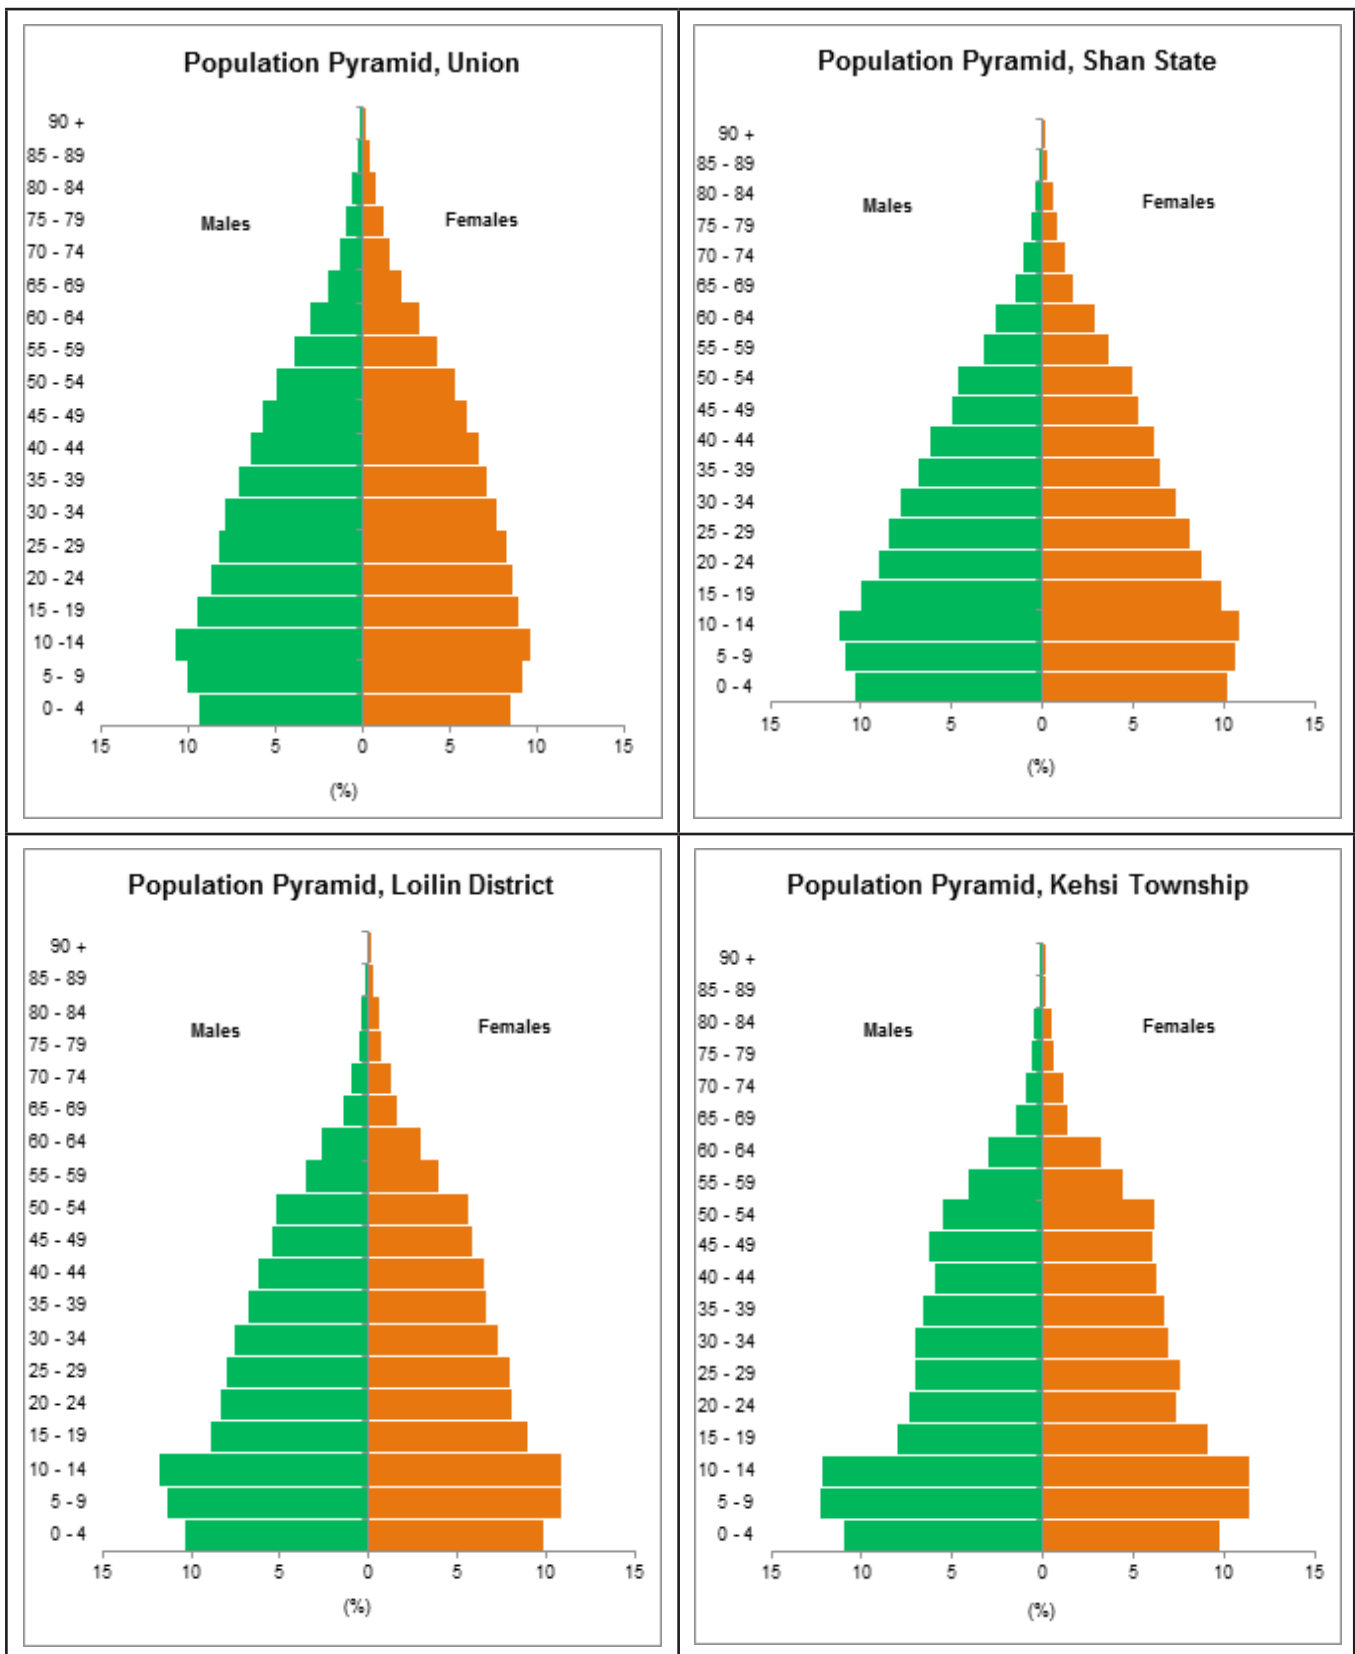 Population Pyramid, Union
90 +
85 - 89
80 - 84
75 - 79
70 - 74
65 - 69
60 - 64
55 - 59
50 - 54
45 - 49
40 - 44
35 - 39
30 - 34
25 - 29
20 - 24
15 - 19
10 -14
5 - 9
0 - 4
Males
Females
15 10 5 0 5 10 15
(%)
Population Pyramid, Shan State
90 +
85 - 89
80 - 84
75 - 79
70 - 74
65 - 69
60 - 64
55 - 59
50 - 54
45 - 49
40 - 44
35 - 39
30 - 34
25 - 29
20 - 24
15 - 19
10 - 14
5 - 9
0 - 4
Males
Females
15 10 5 0 5 10 15
(%)
Population Pyramid, Loilin District
90 +
85 - 89
80 - 84
75 - 79
70 - 74
65 - 69
60 - 64
55 - 59
50 - 54
45 - 49
40 - 44
35 - 39
30 - 34
25 - 29
20 - 24
15 - 19
10 - 14
5 - 9
0 - 4
Males
Females
15 10 5 0 5 10 15
(%)
Population Pyramid, Kehsi Township
90 +
85 - 89
80 - 84
75 - 79
70 - 74
65 - 69
60 - 64
55 - 59
50 - 54
45 - 49
40 - 44
35 - 39
30 - 34
25 - 29
20 - 24
15 - 19
10 - 14
5 - 9
0 - 4
Males
Females
15 10 5 0 5 10 15
(%)